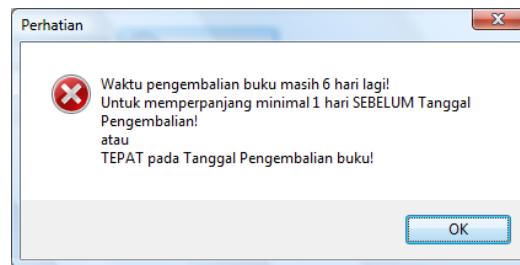 Perhatian
Waktu pengembalian buku masih 6 hari lagi!
Untuk memperpanjang minimal 1 hari SEBELUM Tanggal
Pengembalian!
atau
TEPAT pada Tanggal Pengembalian buku!
OK